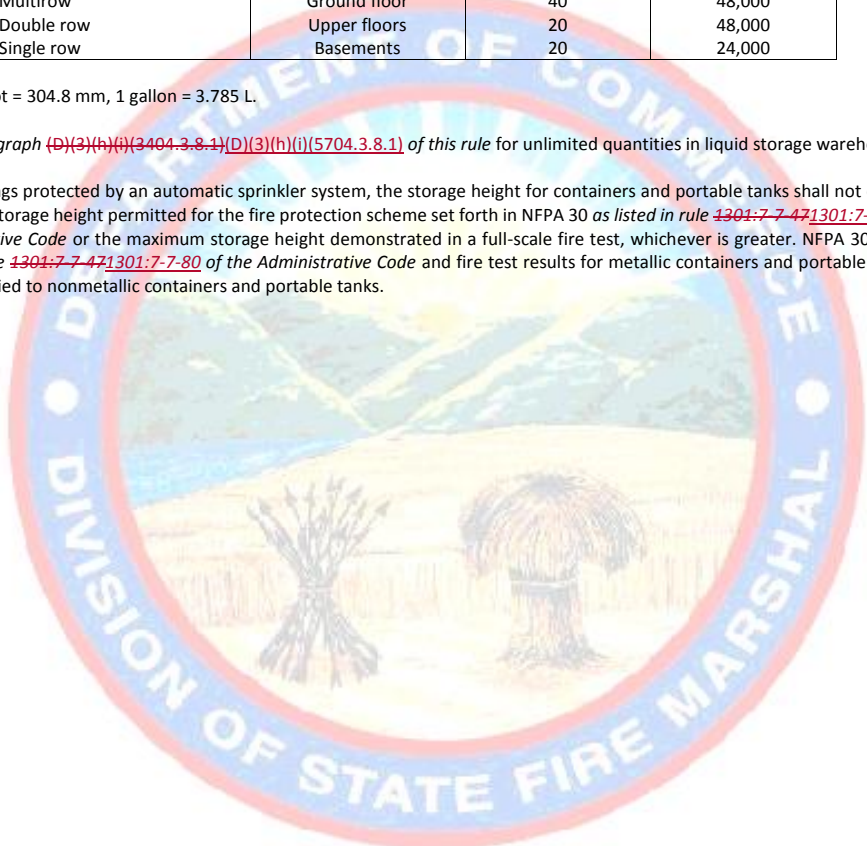 Multirow Ground floor 40 48,000
Double row Upper floors 20 48,000
Single row Basements 20 24,000
ot = 304.8 mm, 1 gallon = 3.785 L.
graph (D)(3)(h)(i)(3404.3.8.1)(D)(3)(h)(i)(5704.3.8.1) of this rule for unlimited quantities in liquid storage wareh
gs protected by an automatic sprinkler system, the storage height for containers and portable tanks shall not
torage height permitted for the fire protection scheme set forth in NFPA 30 as listed in rule 1301:7-7-471301:7-
ive Code or the maximum storage height demonstrated in a full-scale fire test, whichever is greater. NFPA 30
e 1301:7-7-471301:7-7-80 of the Administrative Code and fire test results for metallic containers and portable
ied to nonmetallic containers and portable tanks.
DEPARTMENT OF COMMERCE
DIVISION OF STATE FIRE MARSHAL